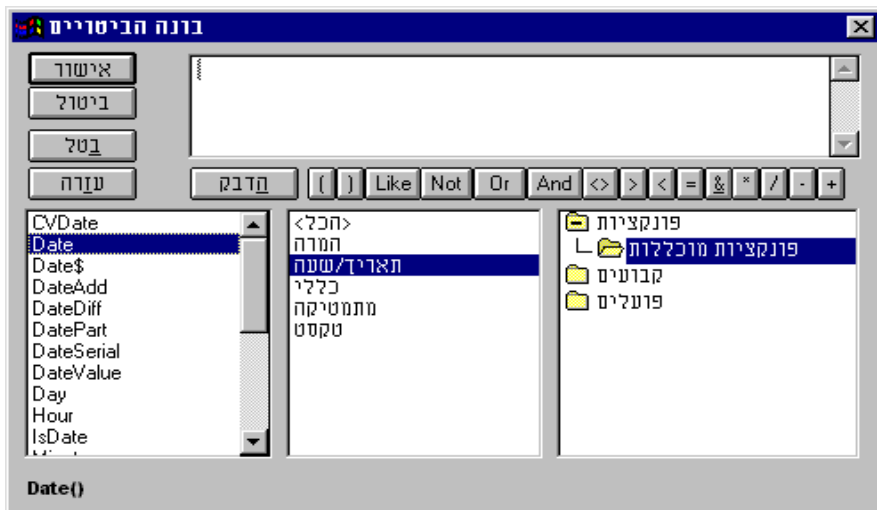 בונה הביטויים
אישור
ביטול
בטל
עזרה
הדבק
( ) Like Not Or And <> > < = & * / - +
פונקציות
פונקציות מוכללות
קבועים
פועלים
<הכל>
המרה
תאריך/שעה
כללי
מתמטיקה
טקסט
CVDate
Date
Date$
DateAdd
DateDiff
DatePart
DateSerial
DateValue
Day
Hour
IsDate
Date()